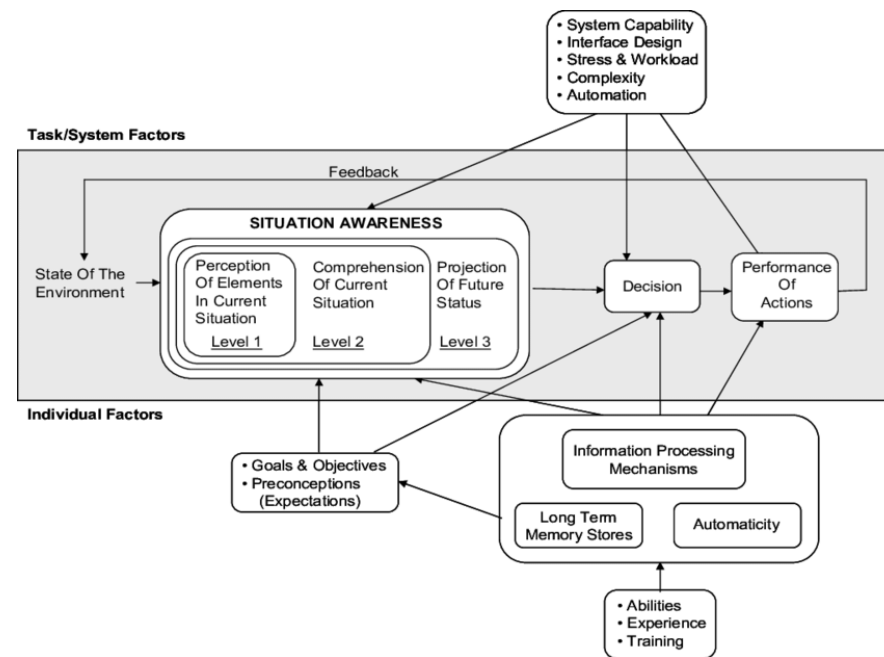 • System Capability
• Interface Design
• Stress & Workload
• Complexity
• Automation
Task/System Factors
Feedback
SITUATION AWARENESS
State Of The
Environment
Perception
Of Elements
In Current
Situation
Level 1
Comprehension
Of Current
Situation
Level 2
Projection
Of Future
Status
Level 3
Decision
Performance
Of
Actions
Individual Factors
• Goals & Objectives
• Preconceptions
(Expectations)
Information Processing
Mechanisms
Long Term
Memory Stores
Automaticity
• Abilities
• Experience
• Training